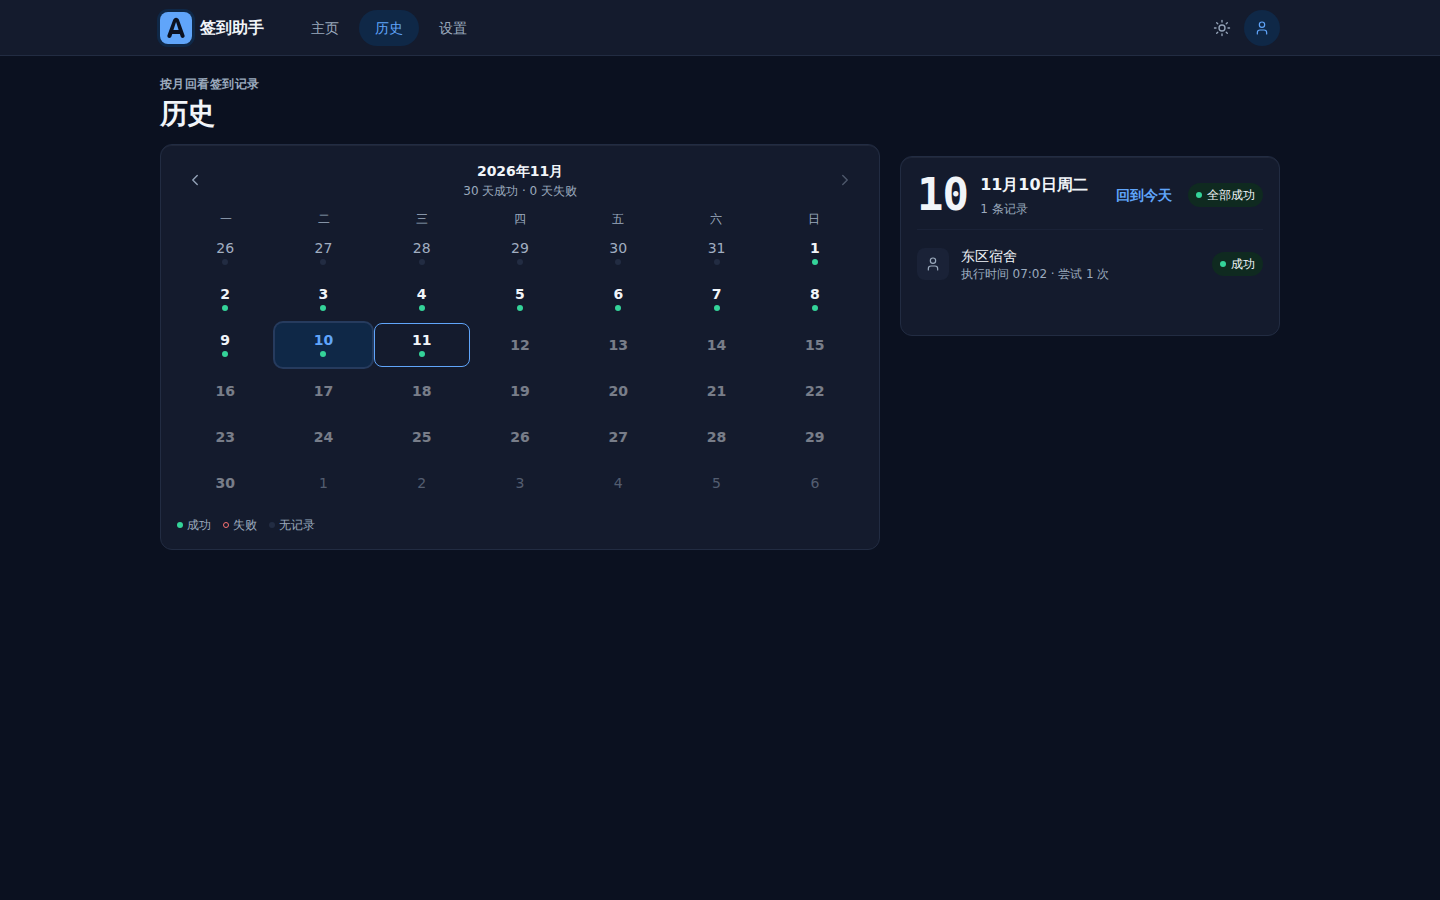 A 签到助手 主页 历史 设置
按月回看签到记录
历史
2026年11月
30 天成功 · 0 天失败
一 二 三 四 五 六 日
26 27 28 29 30 31 1
2 3 4 5 6 7 8
9 10 11 12 13 14 15
16 17 18 19 20 21 22
23 24 25 26 27 28 29
30 1 2 3 4 5 6
成功 失败 无记录
10 11月10日周二 回到今天 全部成功
1 条记录
东区宿舍 成功
执行时间 07:02 · 尝试 1 次